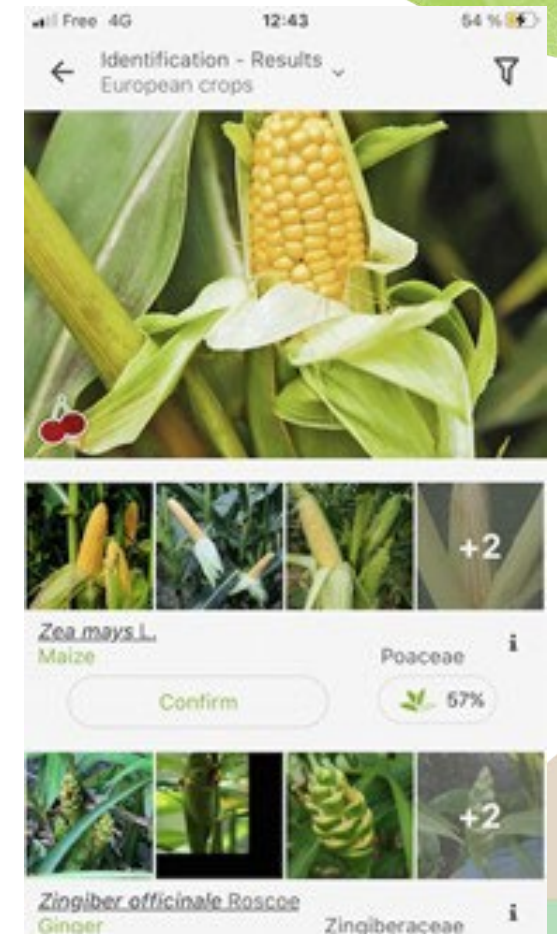 Free 4G 12:43 54 %
Identification - Results
European crops
+2
Zea mays L.
Maize
Poaceae
Confirm
57%
+2
Zingiber officinale Roscoe
Ginger
Zingiberaceae